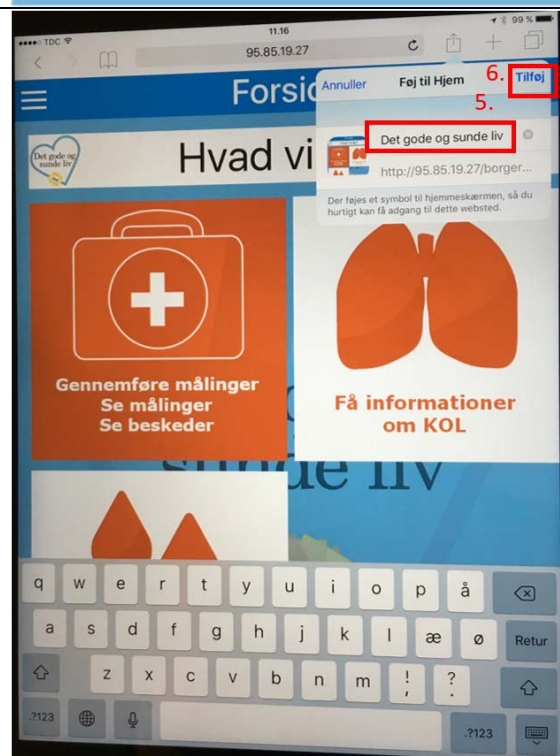 TDC
11.16
99 %
95.85.19.27
Annuller
Føj til Hjem
6.
Tilføj
5.
Forsid
Det gode og sunde liv
http://95.85.19.27/borger...
Der føjes et symbol til hjemmeskærmen, så du
hurtigt kan få adgang til dette websted.
Det gode og
sunde liv
Hvad vi
Gennemføre målinger
Se målinger
Se beskeder
Få informationer
om KOL
sunde liv
q w e r t y u i o p å
a s d f g h j k l æ ø Retur
z x c v b n m ! , ? .
.?123
.?123